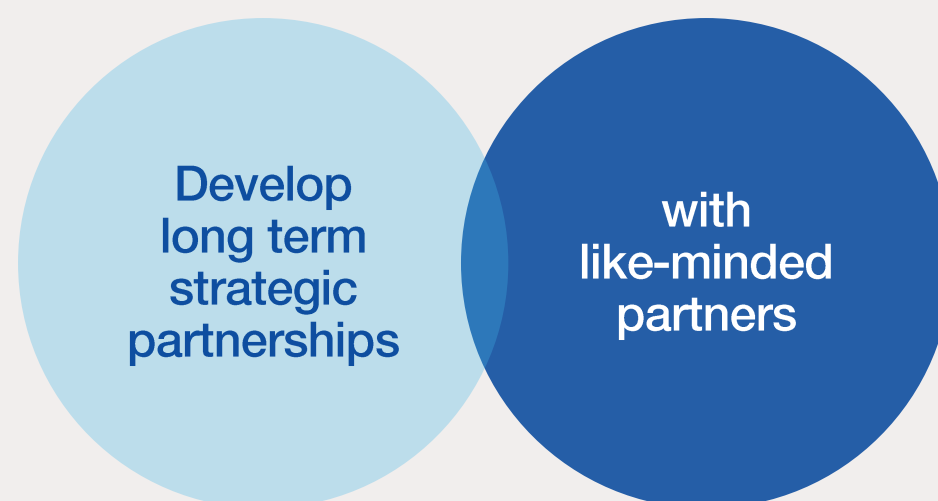 Develop
long term
strategic
partnerships
with
like-minded
partners